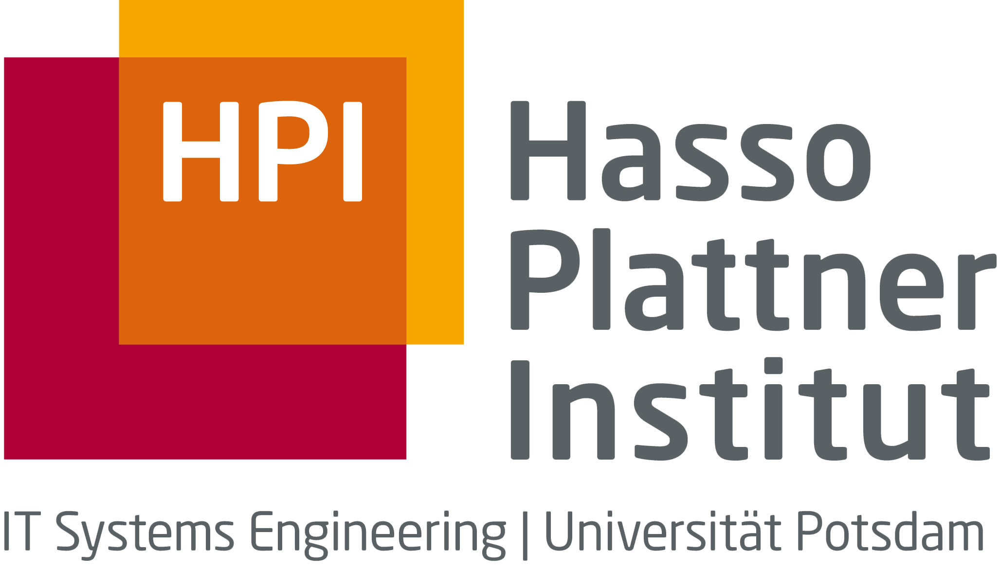 HPI
Hasso
Plattner
Institut
IT Systems Engineering | Universität Potsdam